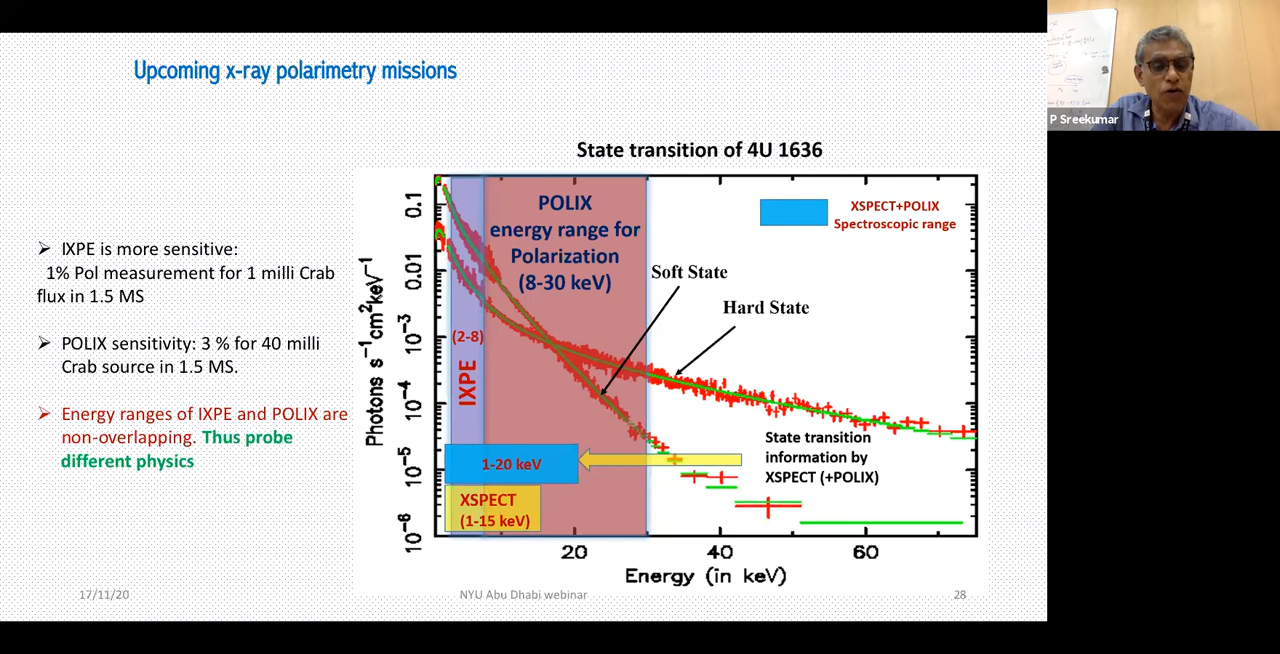 Upcoming x-ray polarimetry missions
P Sreekumar
State transition of 4U 1636
➢ IXPE is more sensitive:
1% Pol measurement for 1 milli Crab
flux in 1.5 MS
➢ POLIX sensitivity: 3 % for 40 milli
Crab source in 1.5 MS.
➢ Energy ranges of IXPE and POLIX are
non-overlapping. Thus probe
different physics
Photons s⁻¹cm²keV⁻¹
0.1
0.01
10⁻³
10⁻⁴
10⁻⁵
10⁻⁶
POLIX
energy range for
Polarization
(8-30 keV)
XSPECT+POLIX
Spectroscopic range
Soft State
Hard State
(2-8)
IXPE
1-20 keV
XSPECT
(1-15 keV)
State transition
information by
XSPECT (+POLIX)
20
40
60
Energy (in keV)
17/11/20
NYU Abu Dhabi webinar
28